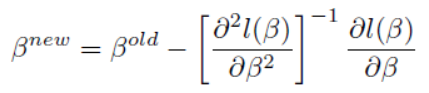 β^{new} = β^{old} − [∂²l(β)/∂β²]^{−1} ∂l(β)/∂β